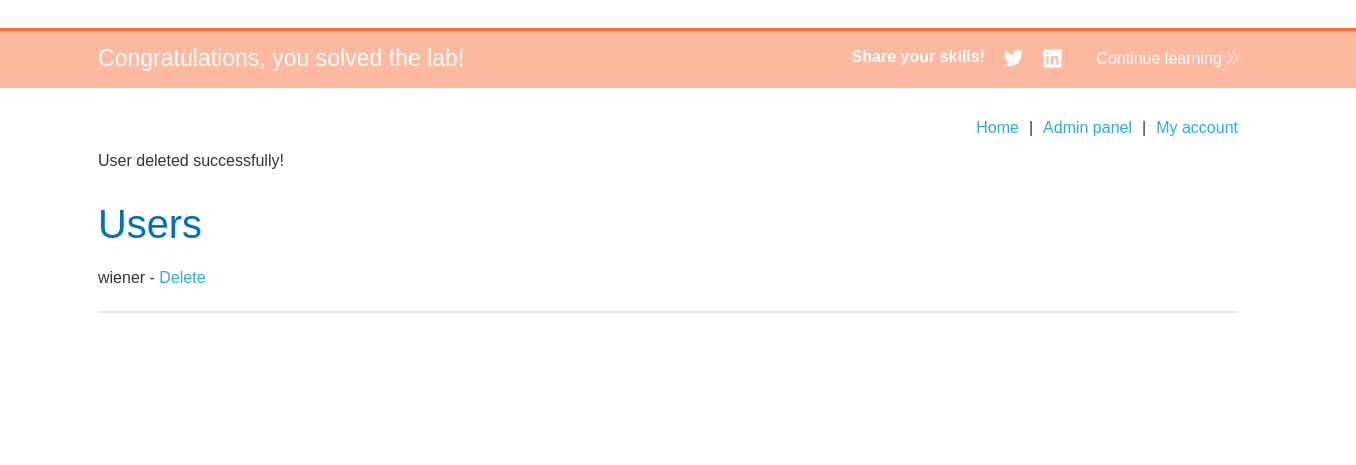 Congratulations, you solved the lab!
Share your skills!
Continue learning
Home | Admin panel | My account
User deleted successfully!
Users
wiener - Delete